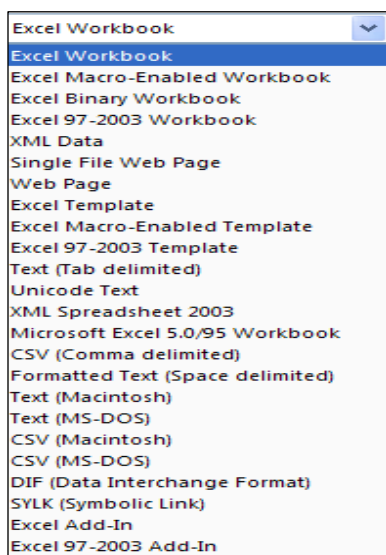 Excel Workbook
Excel Workbook
Excel Macro-Enabled Workbook
Excel Binary Workbook
Excel 97-2003 Workbook
XML Data
Single File Web Page
Web Page
Excel Template
Excel Macro-Enabled Template
Excel 97-2003 Template
Text (Tab delimited)
Unicode Text
XML Spreadsheet 2003
Microsoft Excel 5.0/95 Workbook
CSV (Comma delimited)
Formatted Text (Space delimited)
Text (Macintosh)
Text (MS-DOS)
CSV (Macintosh)
CSV (MS-DOS)
DIF (Data Interchange Format)
SYLK (Symbolic Link)
Excel Add-In
Excel 97-2003 Add-In